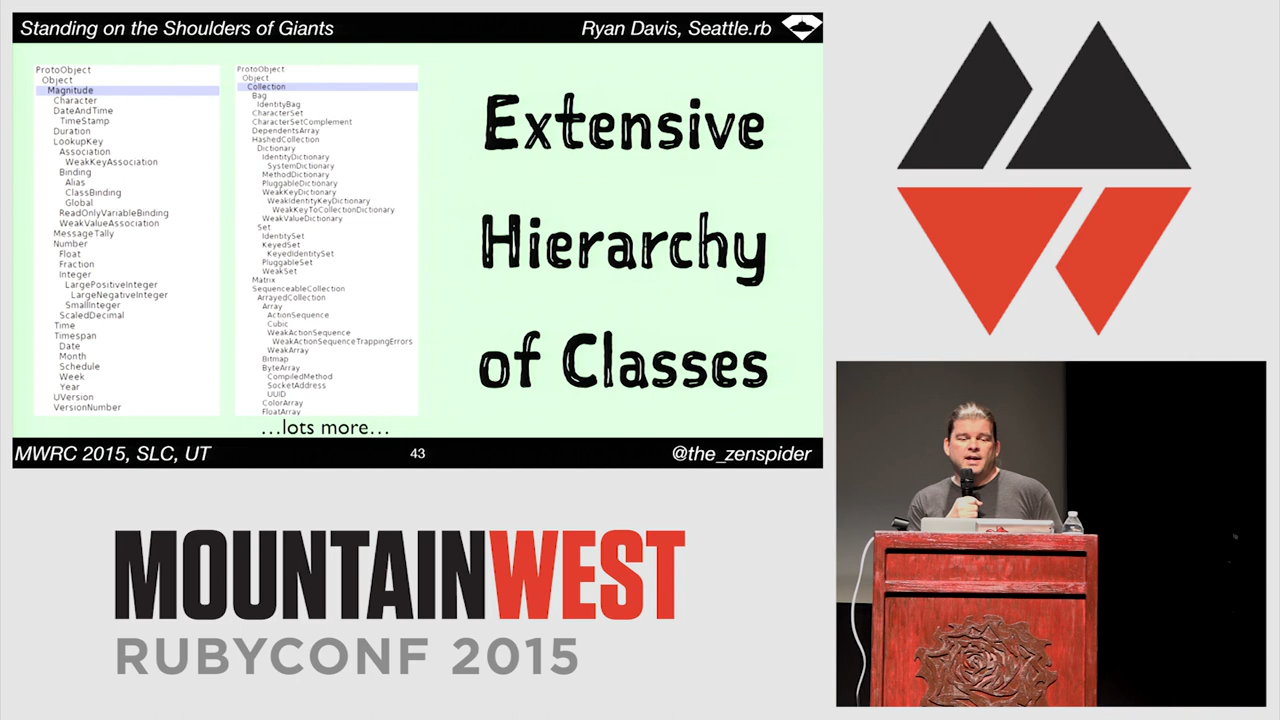 Standing on the Shoulders of Giants
Ryan Davis, Seattle.rb
ProtoObject
Object
Magnitude
Character
DateAndTime
TimeStamp
Duration
LookupKey
Association
WeakKeyAssociation
Binding
Alias
ClassBinding
Global
ReadOnlyVariableBinding
WeakValueAssociation
MessageTally
Number
Float
Fraction
Integer
LargePositiveInteger
LargeNegativeInteger
SmallInteger
ScaledDecimal
Time
Timespan
Date
Month
Schedule
Week
Year
UVersion
VersionNumber
ProtoObject
Object
Collection
Bag
IdentityBag
CharacterSet
CharacterSetComplement
DependentsArray
HashedCollection
Dictionary
IdentityDictionary
SystemDictionary
MethodDictionary
PluggableDictionary
WeakKeyDictionary
WeakIdentityKeyDictionary
WeakKeyToCollectionDictionary
WeakValueDictionary
Set
IdentitySet
KeyedSet
KeyedIdentitySet
PluggableSet
WeakSet
Matrix
SequenceableCollection
ArrayedCollection
Array
ActionSequence
Cubic
WeakActionSequence
WeakActionSequenceTrappingErrors
WeakArray
Bitmap
ByteArray
CompiledMethod
SocketAddress
UUID
ColorArray
FloatArray
...lots more...
Extensive
Hierarchy
of Classes
MWRC 2015, SLC, UT
43
@the_zenspider
MOUNTAINWEST
RUBYCONF 2015